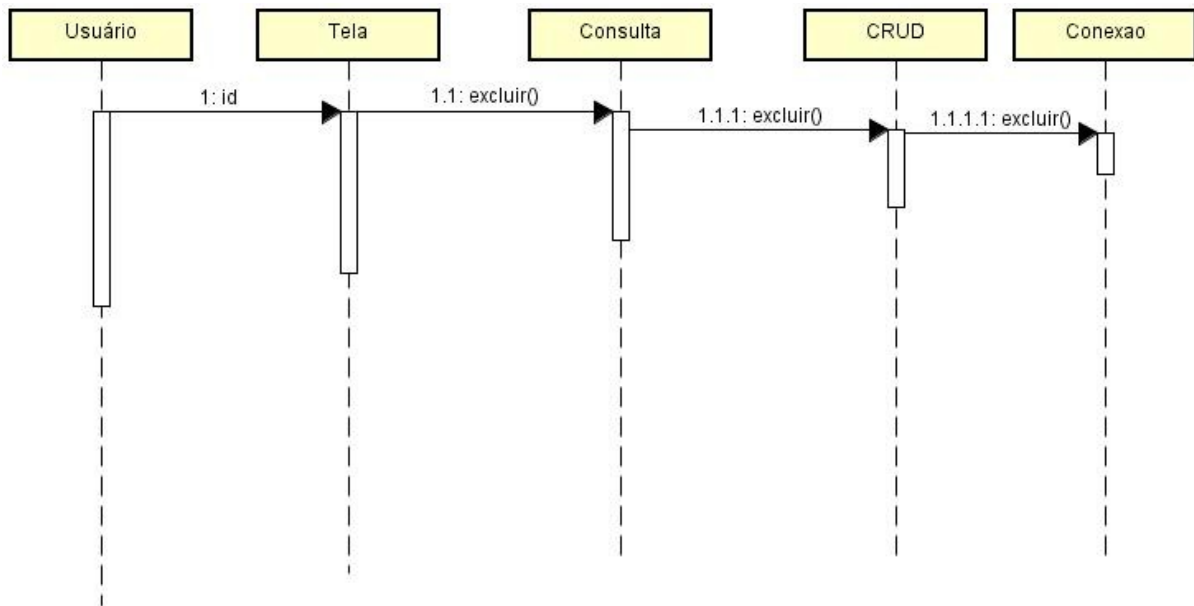 Usuário
Tela
Consulta
CRUD
Conexao
1: id
1.1: excluir()
1.1.1: excluir()
1.1.1.1: excluir()